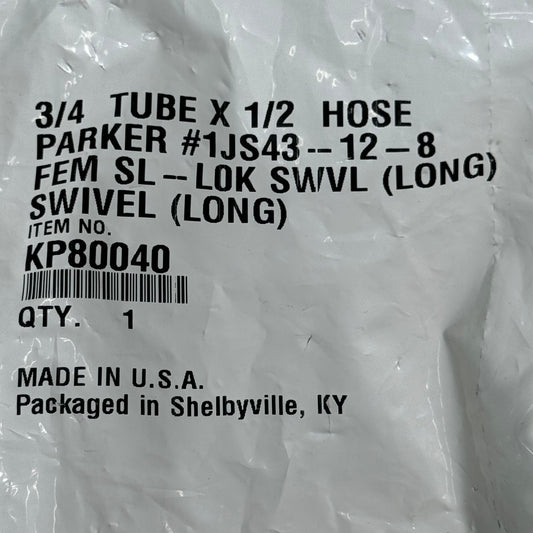 3/4 TUBE X 1/2 HOSE
PARKER #1JS43--12-8
FEM SL--LOK SWVL (LONG)
SWIVEL (LONG)
ITEM NO.
KP80040
QTY. 1
MADE IN U.S.A.
Packaged in Shelbyville, KY